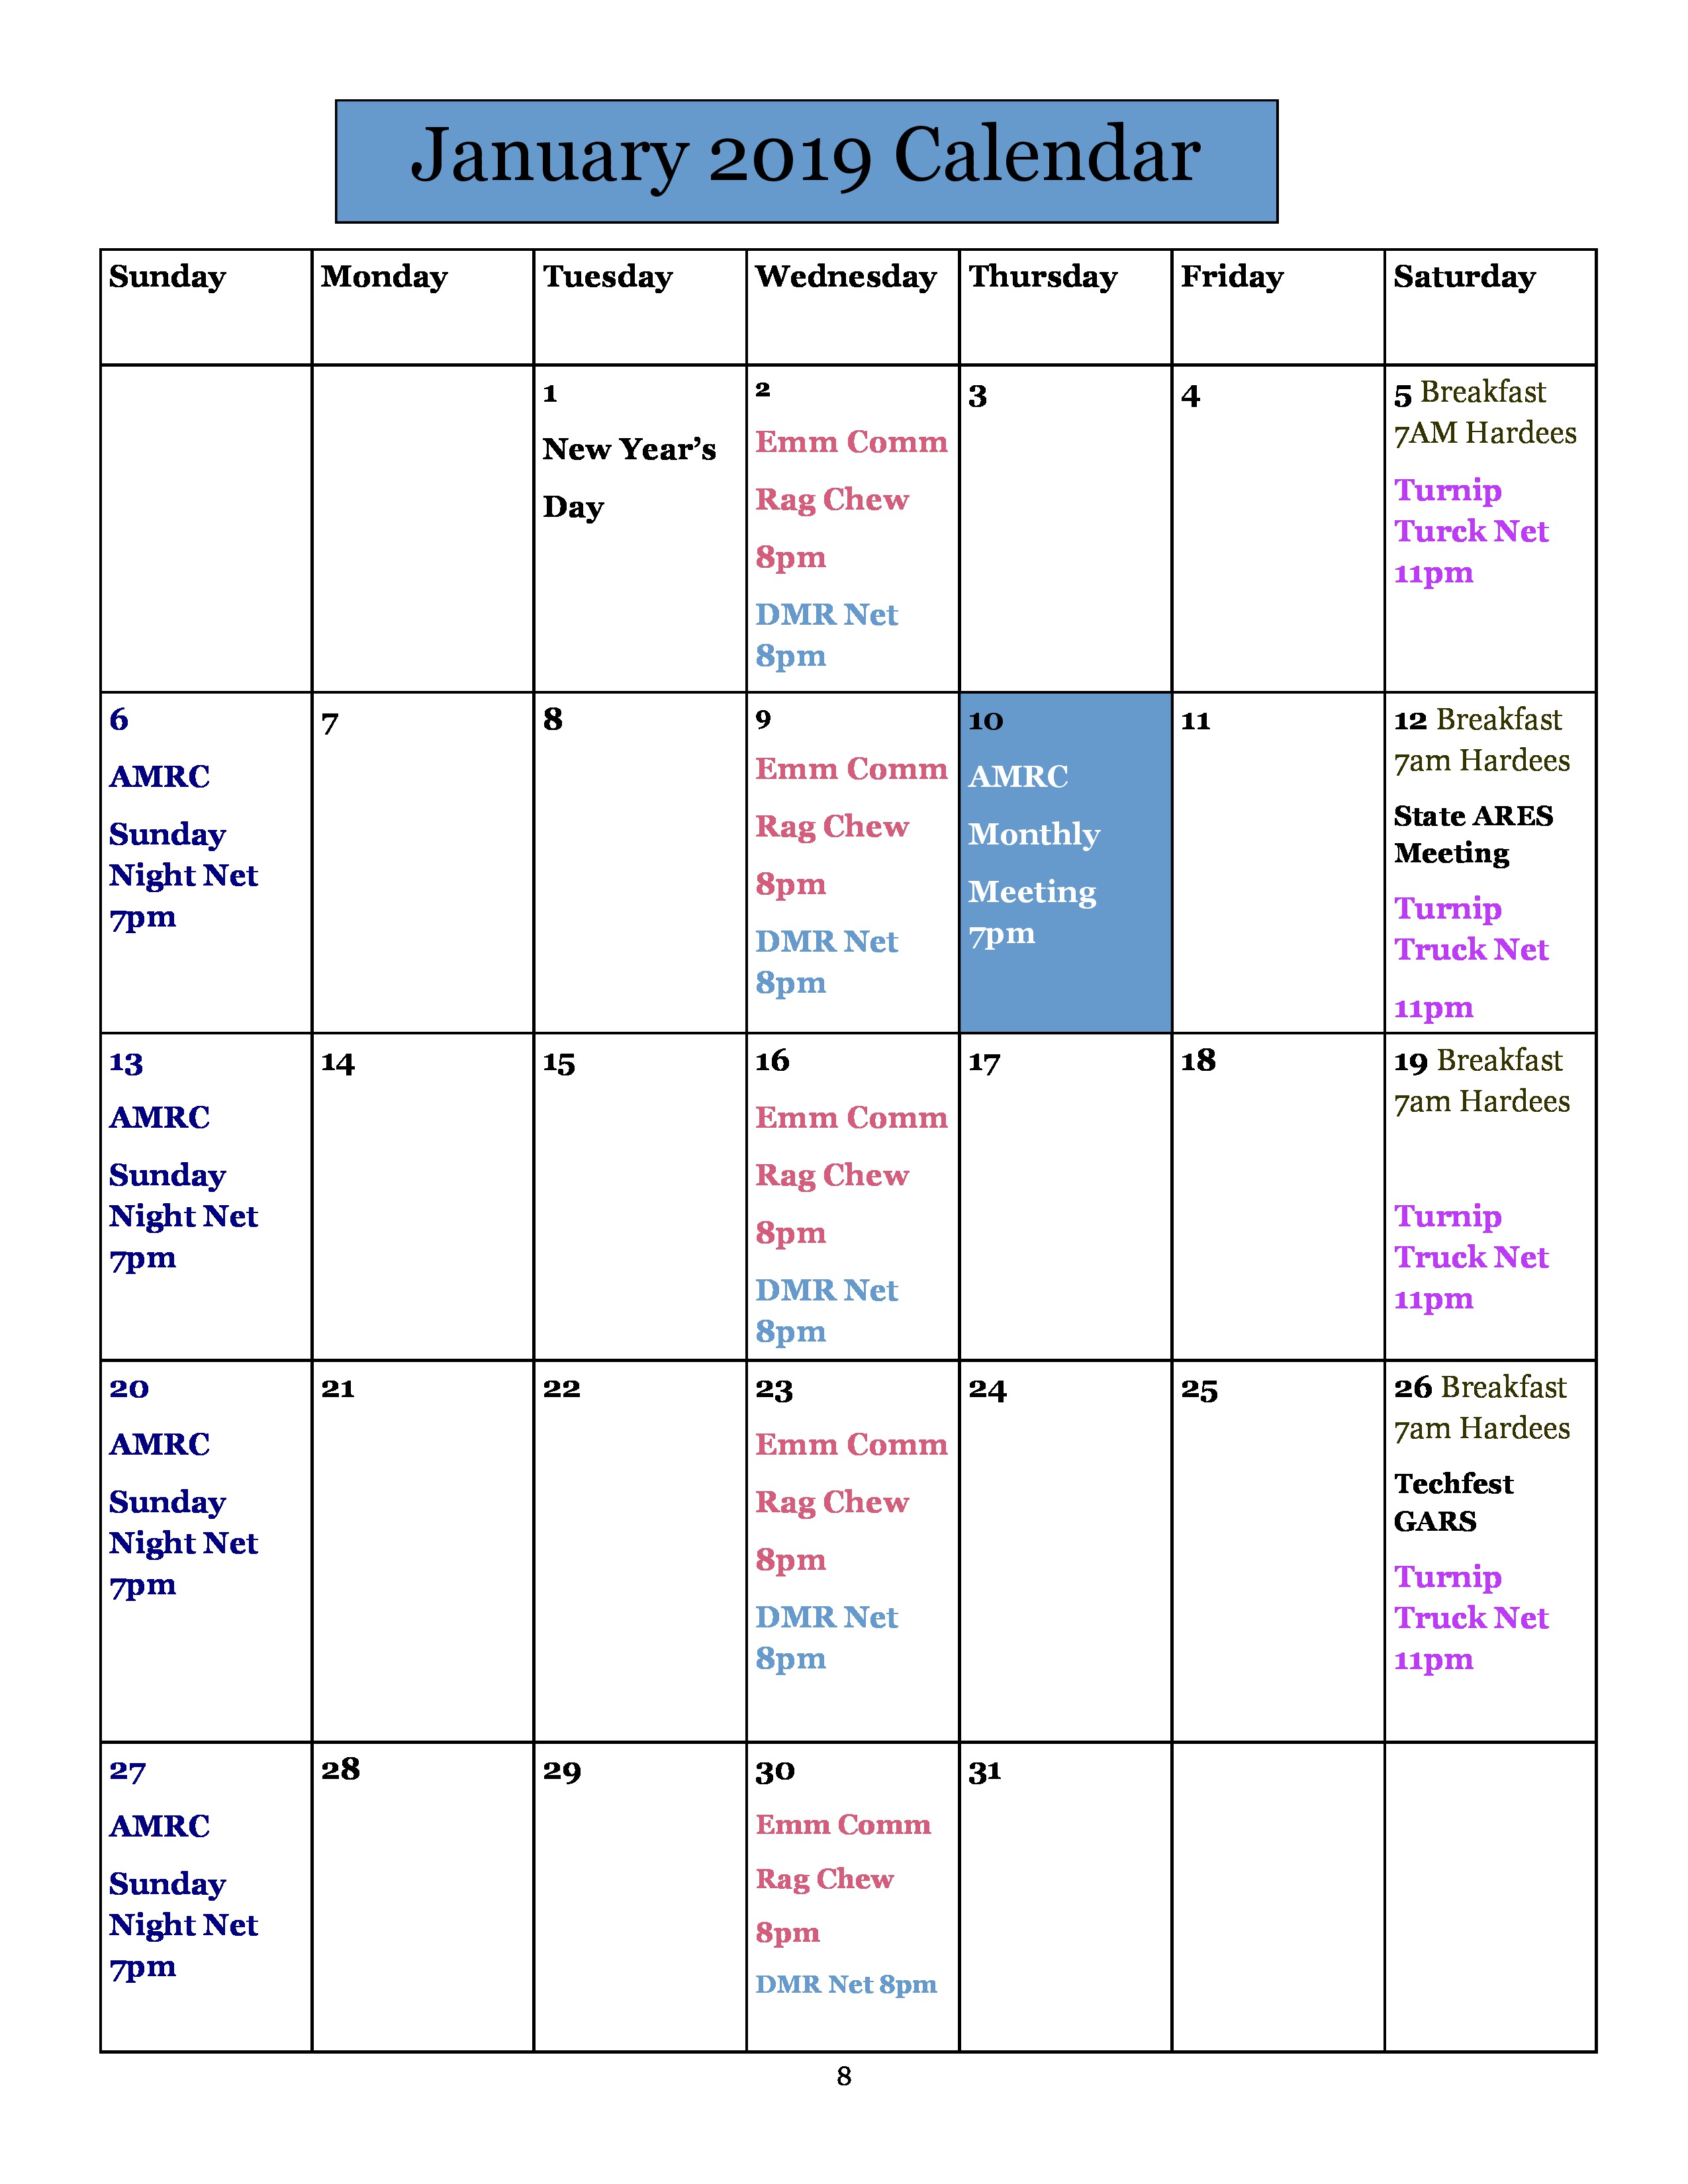 January 2019 Calendar
Sunday
Monday
Tuesday
Wednesday
Thursday
Friday
Saturday
1
New Year’s
Day
2
Emm Comm
Rag Chew
8pm
DMR Net
8pm
3
4
5 Breakfast
7AM Hardees
Turnip
Turck Net
11pm
6
AMRC
Sunday
Night Net
7pm
7
8
9
Emm Comm
Rag Chew
8pm
DMR Net
8pm
10
AMRC
Monthly
Meeting
7pm
11
12 Breakfast
7am Hardees
State ARES
Meeting
Turnip
Truck Net
11pm
13
AMRC
Sunday
Night Net
7pm
14
15
16
Emm Comm
Rag Chew
8pm
DMR Net
8pm
17
18
19 Breakfast
7am Hardees
Turnip
Truck Net
11pm
20
AMRC
Sunday
Night Net
7pm
21
22
23
Emm Comm
Rag Chew
8pm
DMR Net
8pm
24
25
26 Breakfast
7am Hardees
Techfest
GARS
Turnip
Truck Net
11pm
27
AMRC
Sunday
Night Net
7pm
28
29
30
Emm Comm
Rag Chew
8pm
DMR Net 8pm
31
8